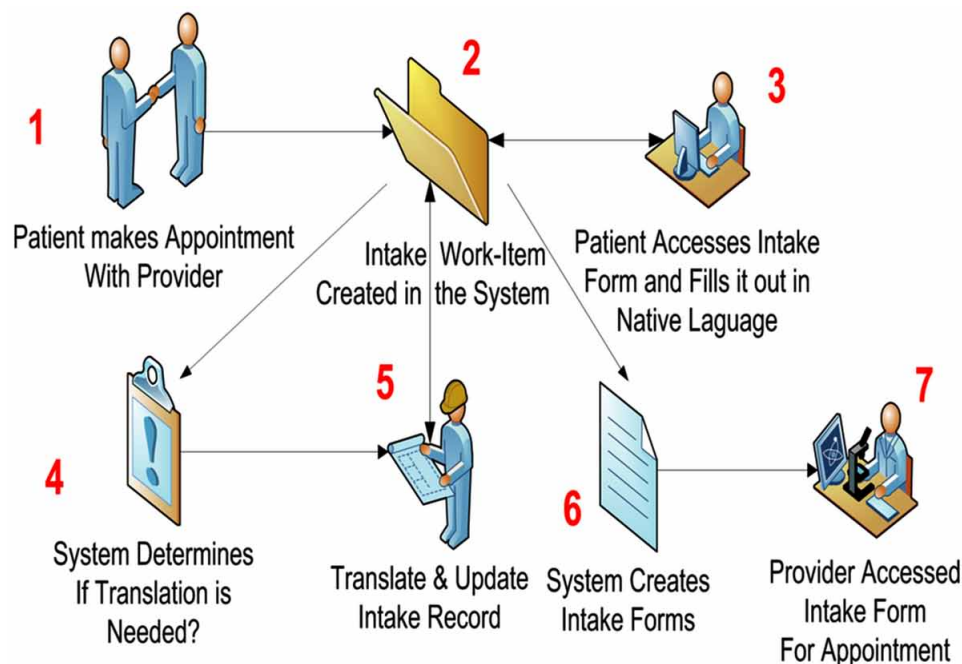 1
Patient makes Appointment
With Provider
2
Intake Work-Item
Created in the System
3
Patient Accesses Intake
Form and Fills it out in
Native Laguage
4
System Determines
If Translation is
Needed?
5
Translate & Update
Intake Record
6
System Creates
Intake Forms
7
Provider Accessed
Intake Form
For Appointment